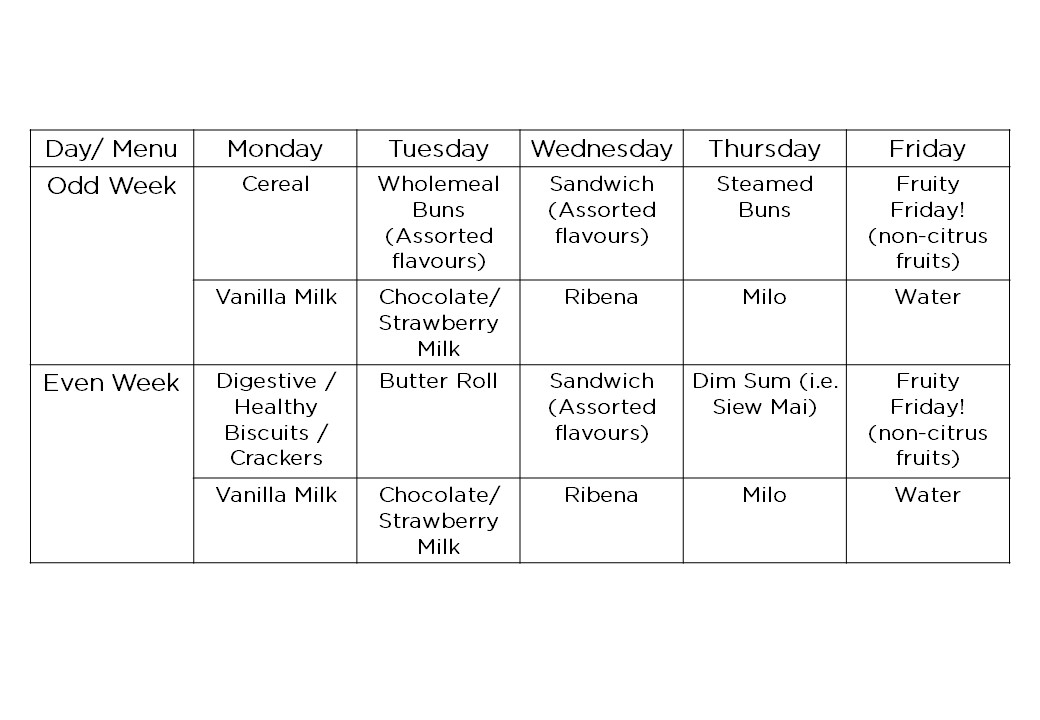 Day/ Menu
Monday
Tuesday
Wednesday
Thursday
Friday
Odd Week
Cereal
Wholemeal
Buns
(Assorted
flavours)
Sandwich
(Assorted
flavours)
Steamed
Buns
Fruity
Friday!
(non-citrus
fruits)
Vanilla Milk
Chocolate/
Strawberry
Milk
Ribena
Milo
Water
Even Week
Digestive /
Healthy
Biscuits /
Crackers
Butter Roll
Sandwich
(Assorted
flavours)
Dim Sum (i.e.
Siew Mai)
Fruity
Friday!
(non-citrus
fruits)
Vanilla Milk
Chocolate/
Strawberry
Milk
Ribena
Milo
Water